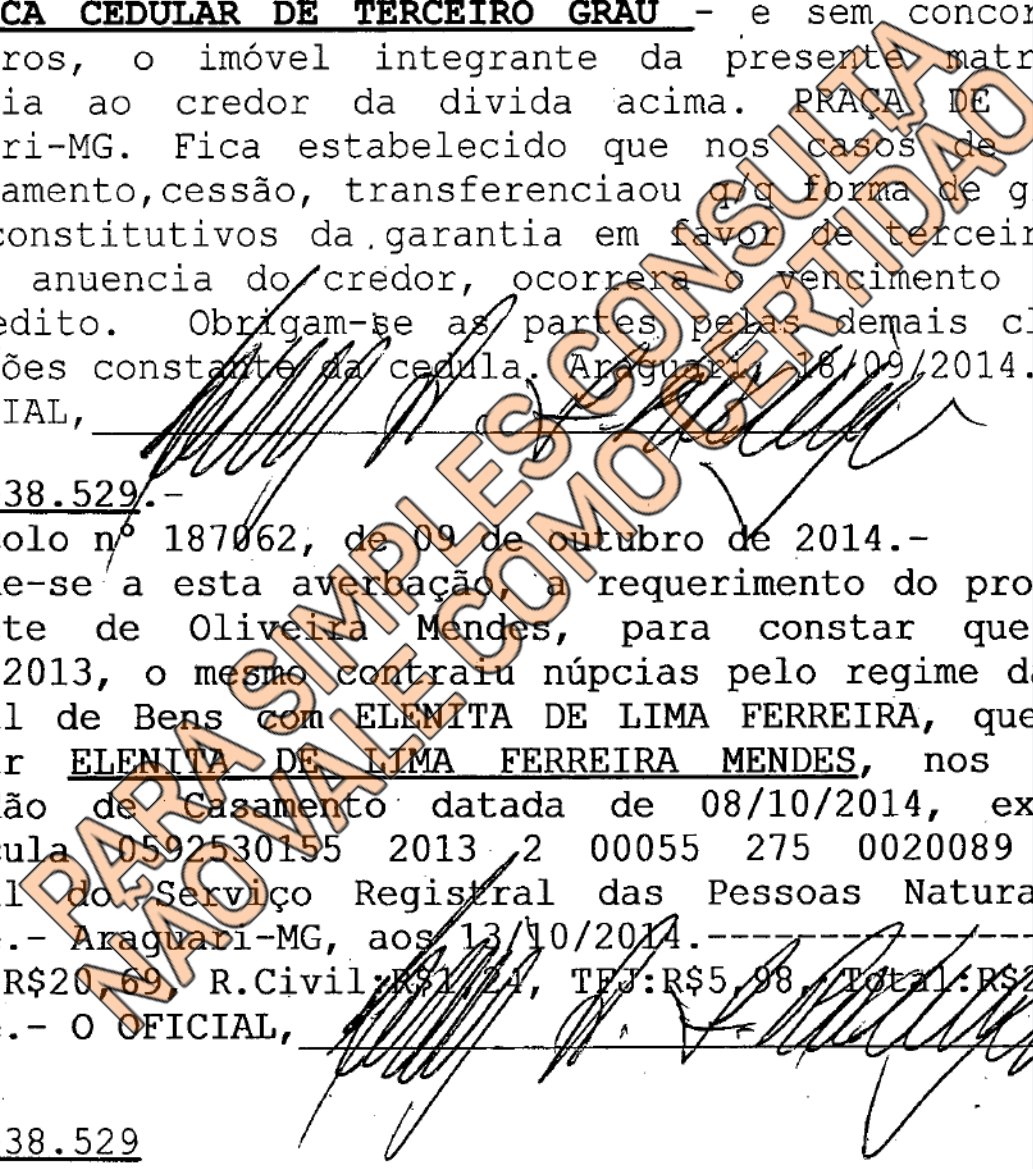 CA CEDULAR DE TERCEIRO GRAU - e sem concor
ros, o imóvel integrante da presente matr
ia ao credor da divida acima. PRAÇA DE
ri-MG. Fica estabelecido que nos casos de
amento,cessão, transferenciaou q/q forma de g
constitutivos da garantia em favor de terceir
anuencia do credor, ocorrera o vencimento
edito. Obrigam-se as partes pelas demais cl
ões constante da cedula. Araguari, 18/09/2014.
IAL,
38.529.-
olo nº 187062, de 09 de outubro de 2014.-
e-se a esta averbação, a requerimento do pro
te de Oliveira Mendes, para constar que
2013, o mesmo contraiu núpcias pelo regime da
l de Bens com ELENITA DE LIMA FERREIRA, que
r ELENITA DE LIMA FERREIRA MENDES, nos
ão de Casamento datada de 08/10/2014, ex
cula 0592530155 2013 2 00055 275 0020089
l do Serviço Registral das Pessoas Natura
.- Araguari-MG, aos 13/10/2014.-----------------
R$20,69, R.Civil:R$1,24, TFJ:R$5,98, Total:R$2
.- O OFICIAL,
38.529
PARA SIMPLES CONSULTA
NÃO VALE COMO CERTIDÃO